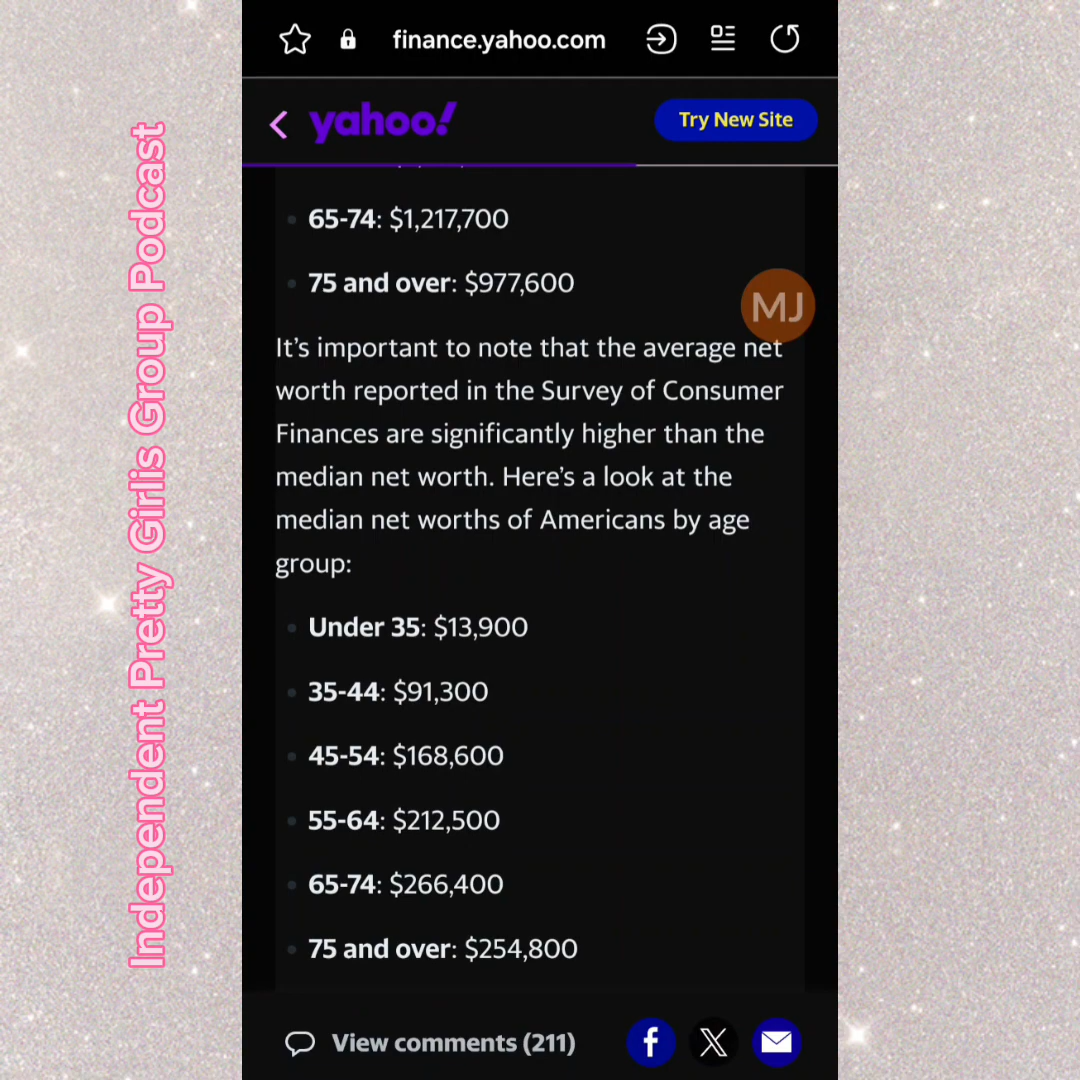 finance.yahoo.com
yahoo!
Try New Site
65-74: $1,217,700
75 and over: $977,600
MJ
It’s important to note that the average net
worth reported in the Survey of Consumer
Finances are significantly higher than the
median net worth. Here’s a look at the
median net worths of Americans by age
group:
Under 35: $13,900
35-44: $91,300
45-54: $168,600
55-64: $212,500
65-74: $266,400
75 and over: $254,800
View comments (211)
Independent Pretty Girlis Group Podcast